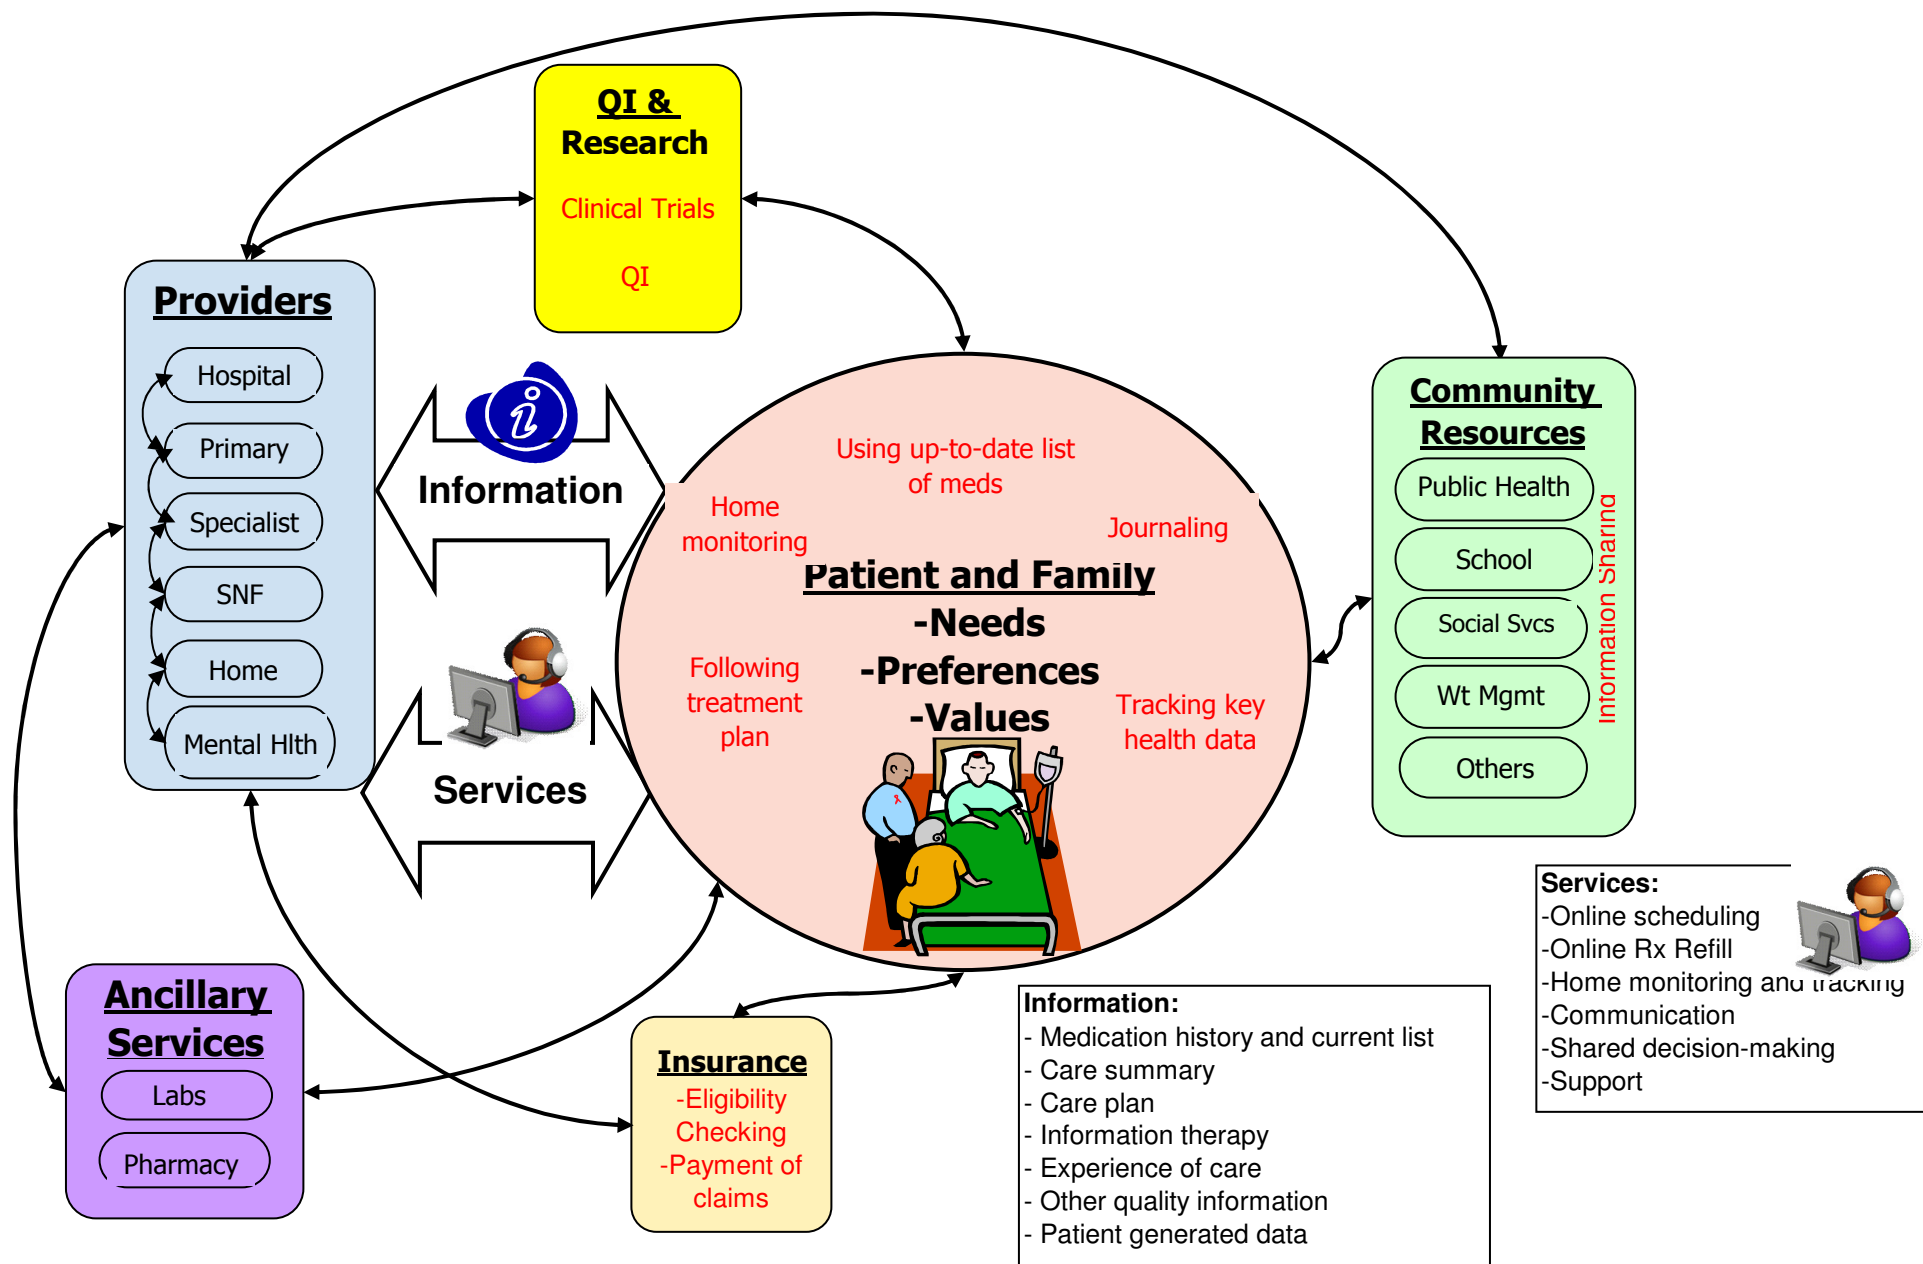 QI &
Research
Clinical Trials
QI
Providers
Hospital
Primary
Specialist
SNF
Home
Mental Hlth
Information
Services
Using up-to-date list
of meds
Home
monitoring
Journaling
Patient and Family
-Needs
-Preferences
-Values
Following
treatment
plan
Tracking key
health data
Community
Resources
Public Health
School
Social Svcs
Wt Mgmt
Others
Information Sharing
Ancillary
Services
Labs
Pharmacy
Insurance
-Eligibility
Checking
-Payment of
claims
Information:
- Medication history and current list
- Care summary
- Care plan
- Information therapy
- Experience of care
- Other quality information
- Patient generated data
Services:
-Online scheduling
-Online Rx Refill
-Home monitoring and tracking
-Communication
-Shared decision-making
-Support